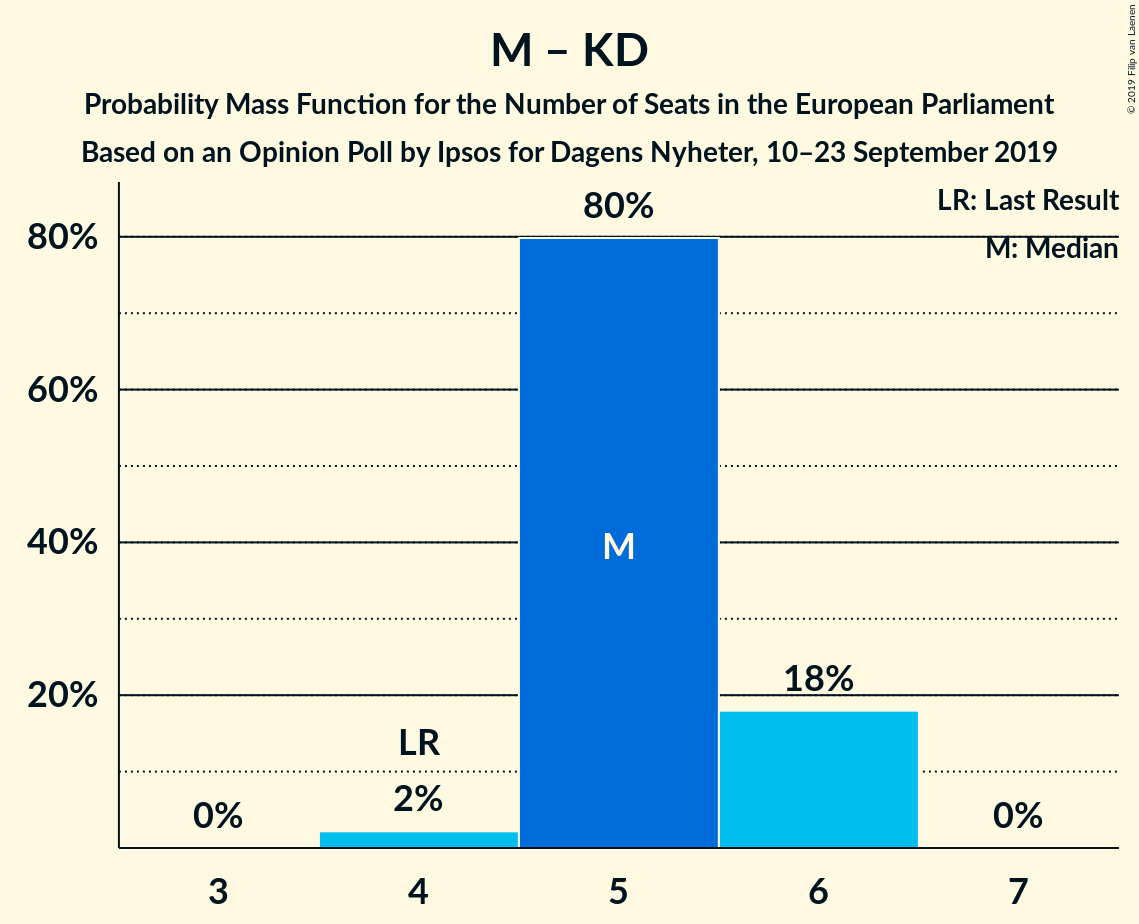 M – KD
Probability Mass Function for the Number of Seats in the European Parliament
Based on an Opinion Poll by Ipsos for Dagens Nyheter, 10–23 September 2019
© 2019 Filip van Laenen
LR: Last Result
M: Median
80%
60%
40%
20%
0%
LR
2%
80%
M
18%
0%
3 4 5 6 7